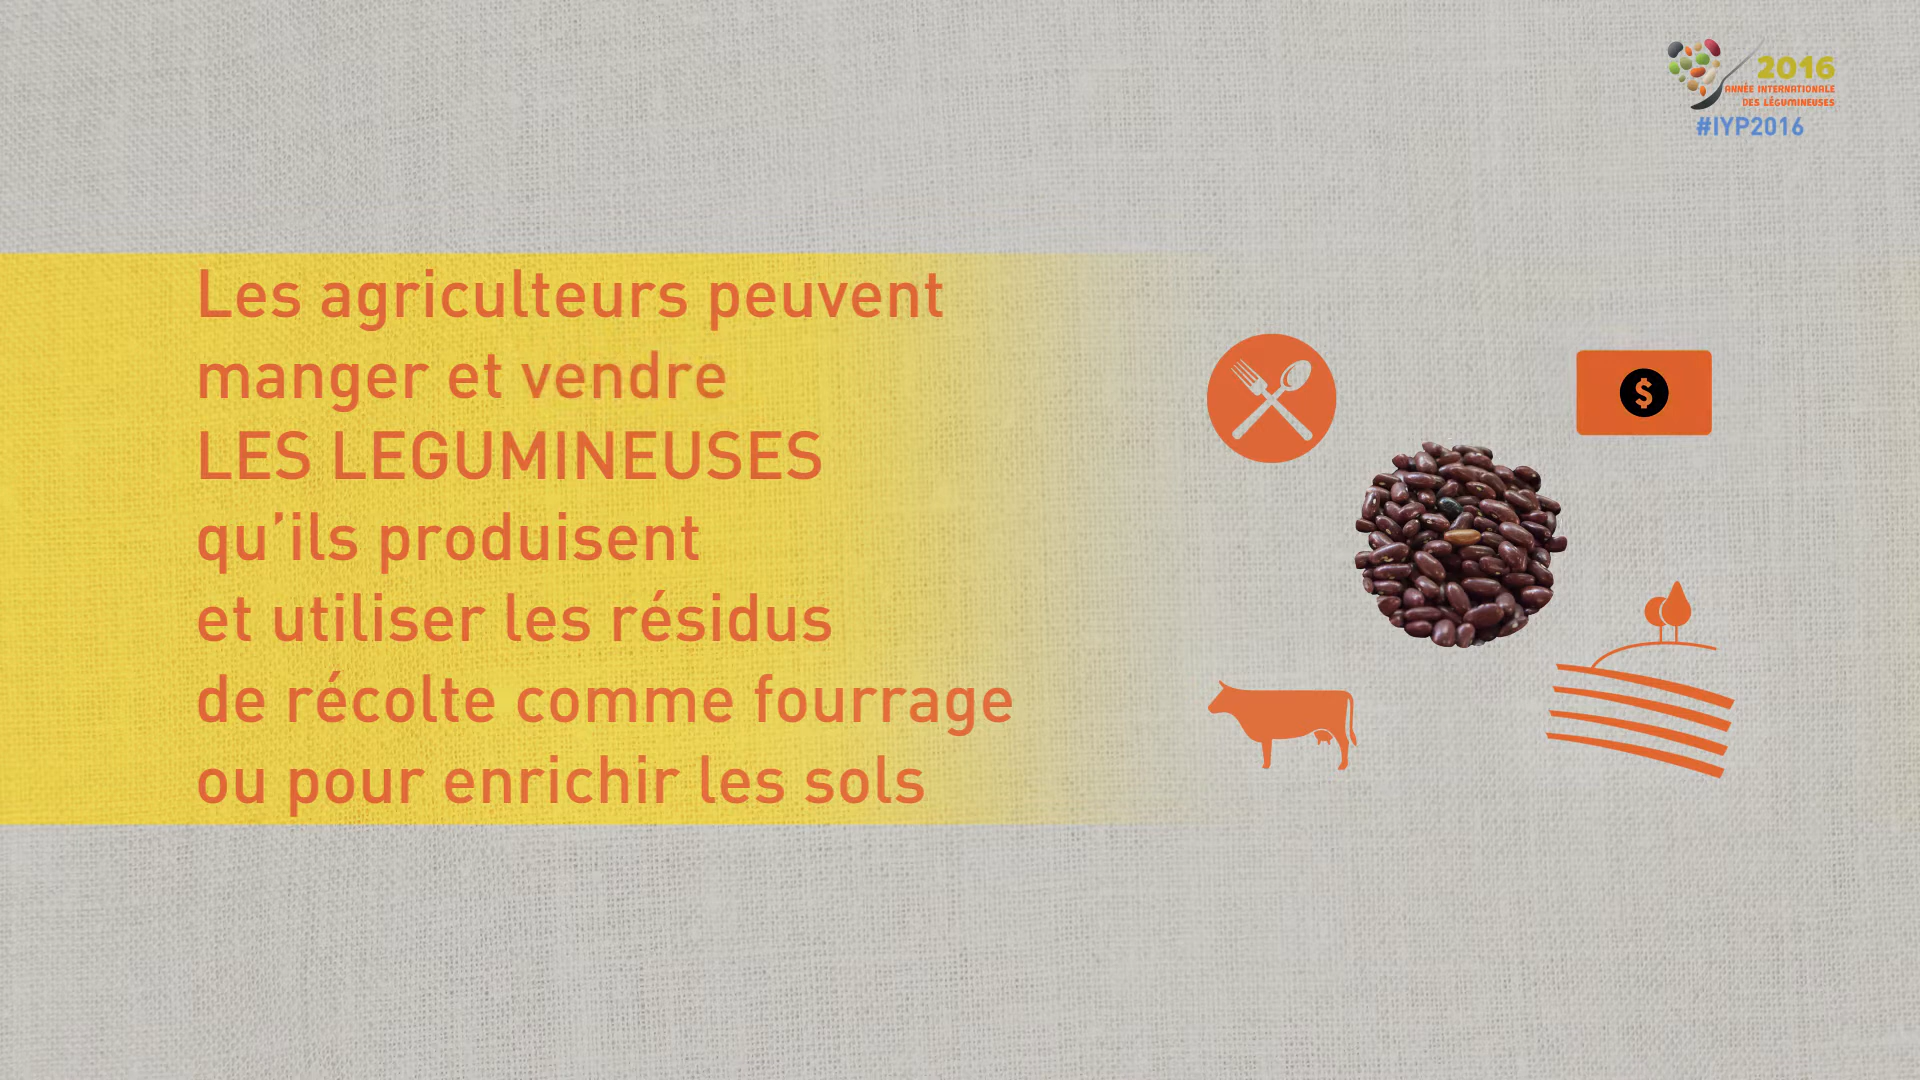 2016
ANNÉE INTERNATIONALE
DES LÉGUMINEUSES
#IYP2016
Les agriculteurs peuvent
manger et vendre
LES LEGUMINEUSES
qu’ils produisent
et utiliser les résidus
de récolte comme fourrage
ou pour enrichir les sols
$